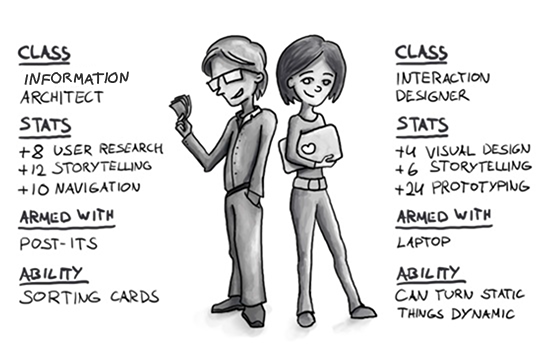 CLASS
INFORMATION
ARCHITECT
STATS
+8 USER RESEARCH
+12 STORYTELLING
+10 NAVIGATION
ARMED WITH
POST-ITS
ABILITY
SORTING CARDS
CLASS
INTERACTION
DESIGNER
STATS
+4 VISUAL DESIGN
+6 STORYTELLING
+24 PROTOTYPING
ARMED WITH
LAPTOP
ABILITY
CAN TURN STATIC
THINGS DYNAMIC